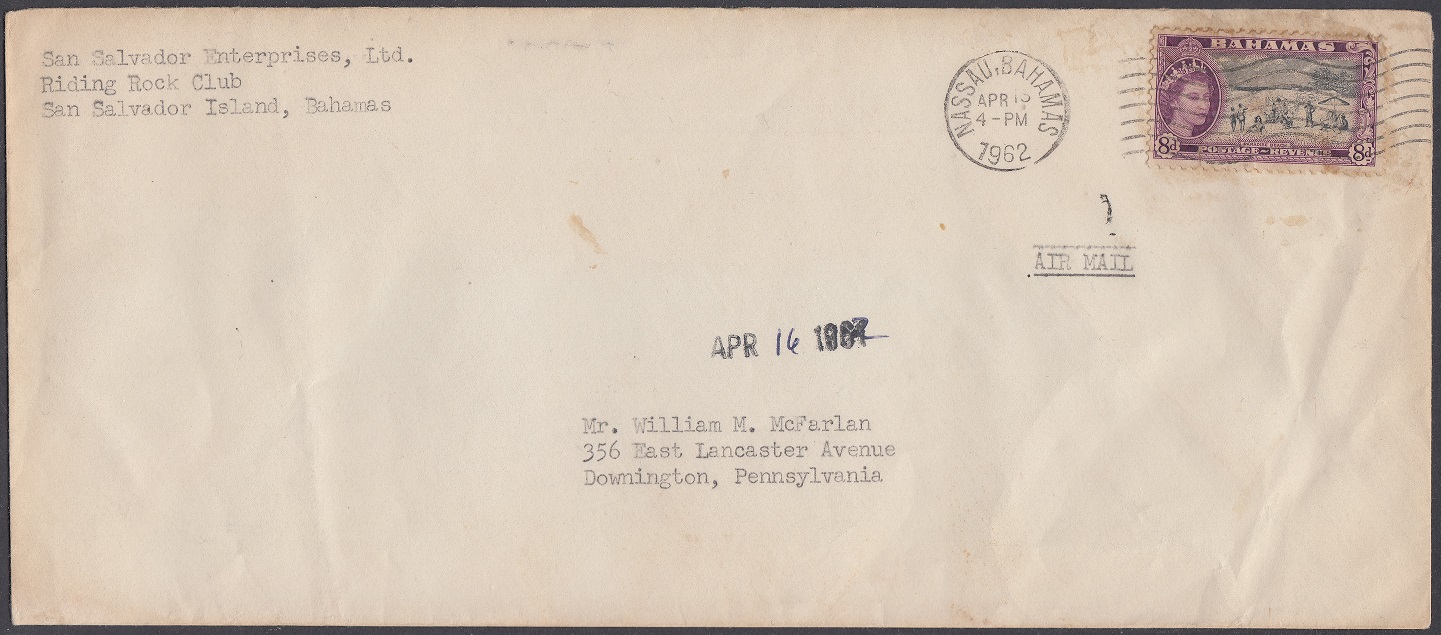 San Salvador Enterprises, Ltd.
Riding Rock Club
San Salvador Island, Bahamas
NASSAU, BAHAMAS
APR
4-PM
1962
BAHAMAS
8d
POSTAGE-REVENUE
8d
AIR MAIL
APR 16
Mr. William M. McFarlan
356 East Lancaster Avenue
Downington, Pennsylvania